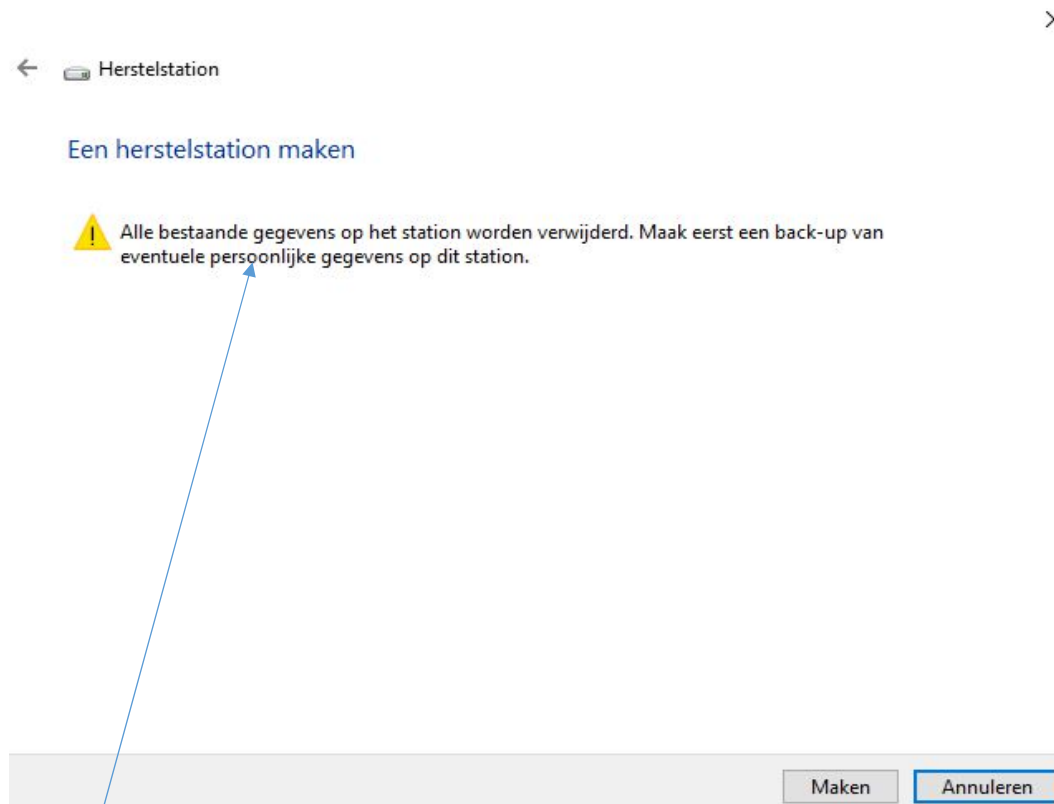 Herstelstation
Een herstelstation maken
Alle bestaande gegevens op het station worden verwijderd. Maak eerst een back-up van
eventuele persoonlijke gegevens op dit station.
Maken
Annuleren